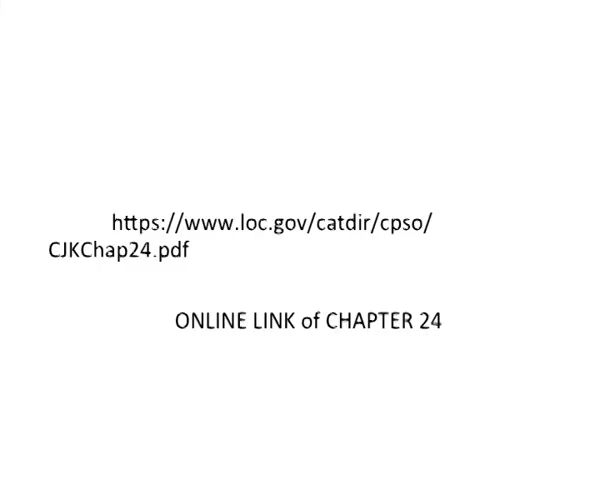 https://www.loc.gov/catdir/cpso/
CJKChap24.pdf
ONLINE LINK of CHAPTER 24